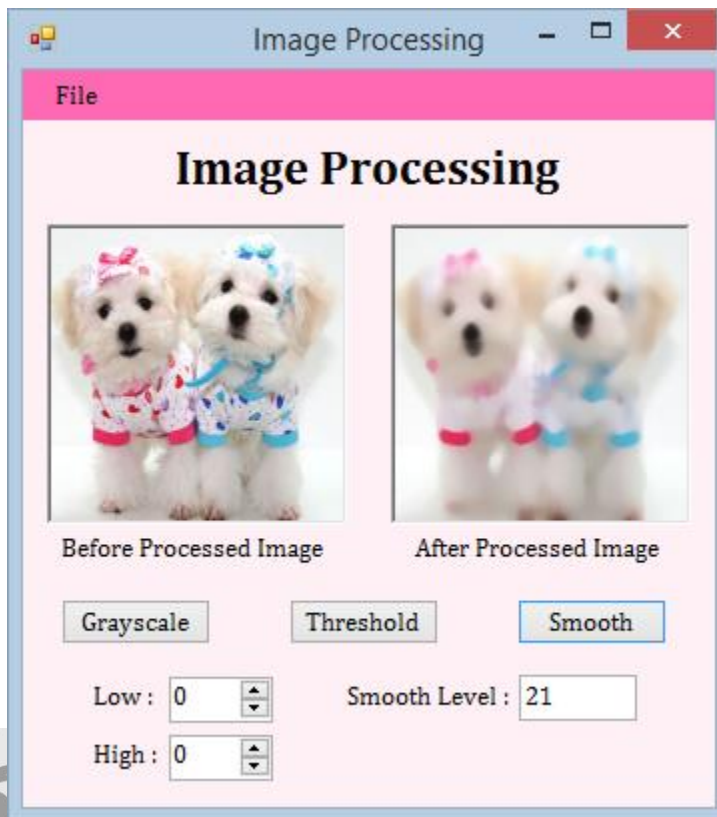 Image Processing
File
Image Processing
Before Processed Image After Processed Image
Grayscale Threshold Smooth
Low : 0 Smooth Level : 21
High : 0